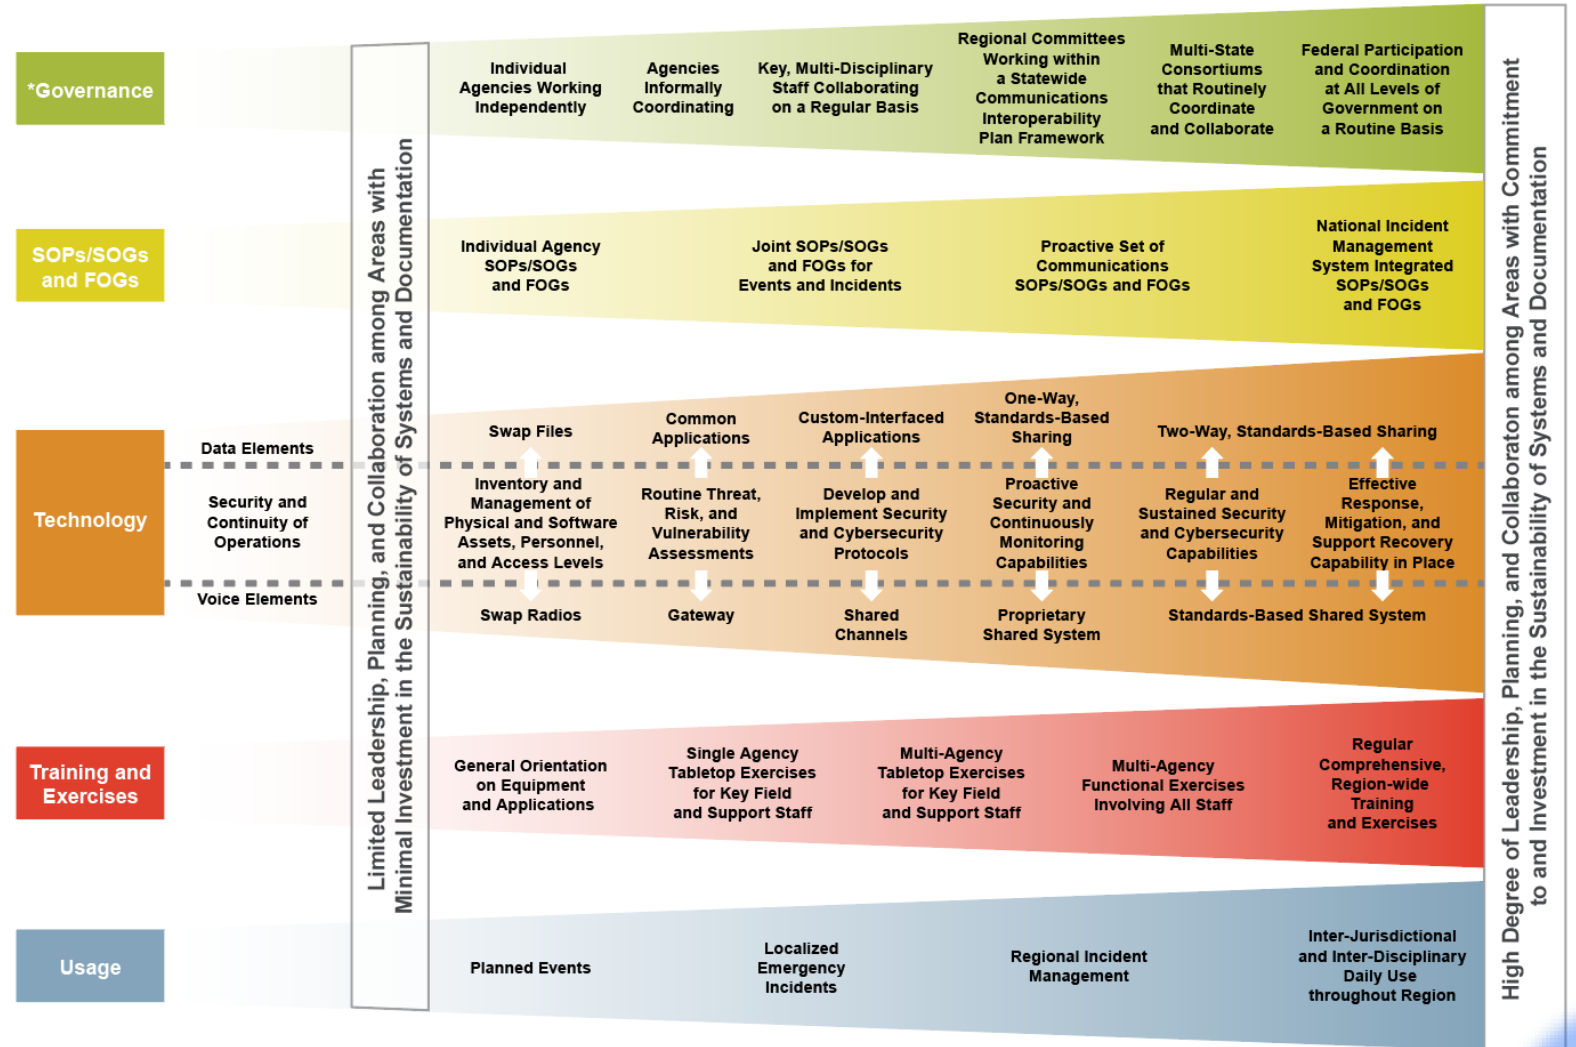 *Governance
Individual
Agencies Working
Independently
Agencies
Informally
Coordinating
Key, Multi-Disciplinary
Staff Collaborating
on a Regular Basis
Regional Committees
Working within
a Statewide
Communications
Interoperability
Plan Framework
Multi-State
Consortiums
that Routinely
Coordinate
and Collaborate
Federal Participation
and Coordination
at All Levels of
Government on
a Routine Basis
Limited Leadership, Planning, and Collaboration among Areas with
Minimal Investment in the Sustainability of Systems and Documentation
High Degree of Leadership, Planning, and Collaboraton among Areas with Commitment
to and Investment in the Sustainability of Systems and Documentation
SOPs/SOGs
and FOGs
Individual Agency
SOPs/SOGs
and FOGs
Joint SOPs/SOGs
and FOGs for
Events and Incidents
Proactive Set of
Communications
SOPs/SOGs and FOGs
National Incident
Management
System Integrated
SOPs/SOGs
and FOGs
Technology
Data Elements
Swap Files
Common
Applications
Custom-Interfaced
Applications
One-Way,
Standards-Based
Sharing
Two-Way, Standards-Based Sharing
Security and
Continuity of
Operations
Inventory and
Management of
Physical and Software
Assets, Personnel,
and Access Levels
Routine Threat,
Risk, and
Vulnerability
Assessments
Develop and
Implement Security
and Cybersecurity
Protocols
Proactive
Security and
Continuously
Monitoring
Capabilities
Regular and
Sustained Security
and Cybersecurity
Capabilities
Effective
Response,
Mitigation, and
Support Recovery
Capability in Place
Voice Elements
Swap Radios
Gateway
Shared
Channels
Proprietary
Shared System
Standards-Based Shared System
Training and
Exercises
General Orientation
on Equipment
and Applications
Single Agency
Tabletop Exercises
for Key Field
and Support Staff
Multi-Agency
Tabletop Exercises
for Key Field
and Support Staff
Multi-Agency
Functional Exercises
Involving All Staff
Regular
Comprehensive,
Region-wide
Training
and Exercises
Usage
Planned Events
Localized
Emergency
Incidents
Regional Incident
Management
Inter-Jurisdictional
and Inter-Disciplinary
Daily Use
throughout Region